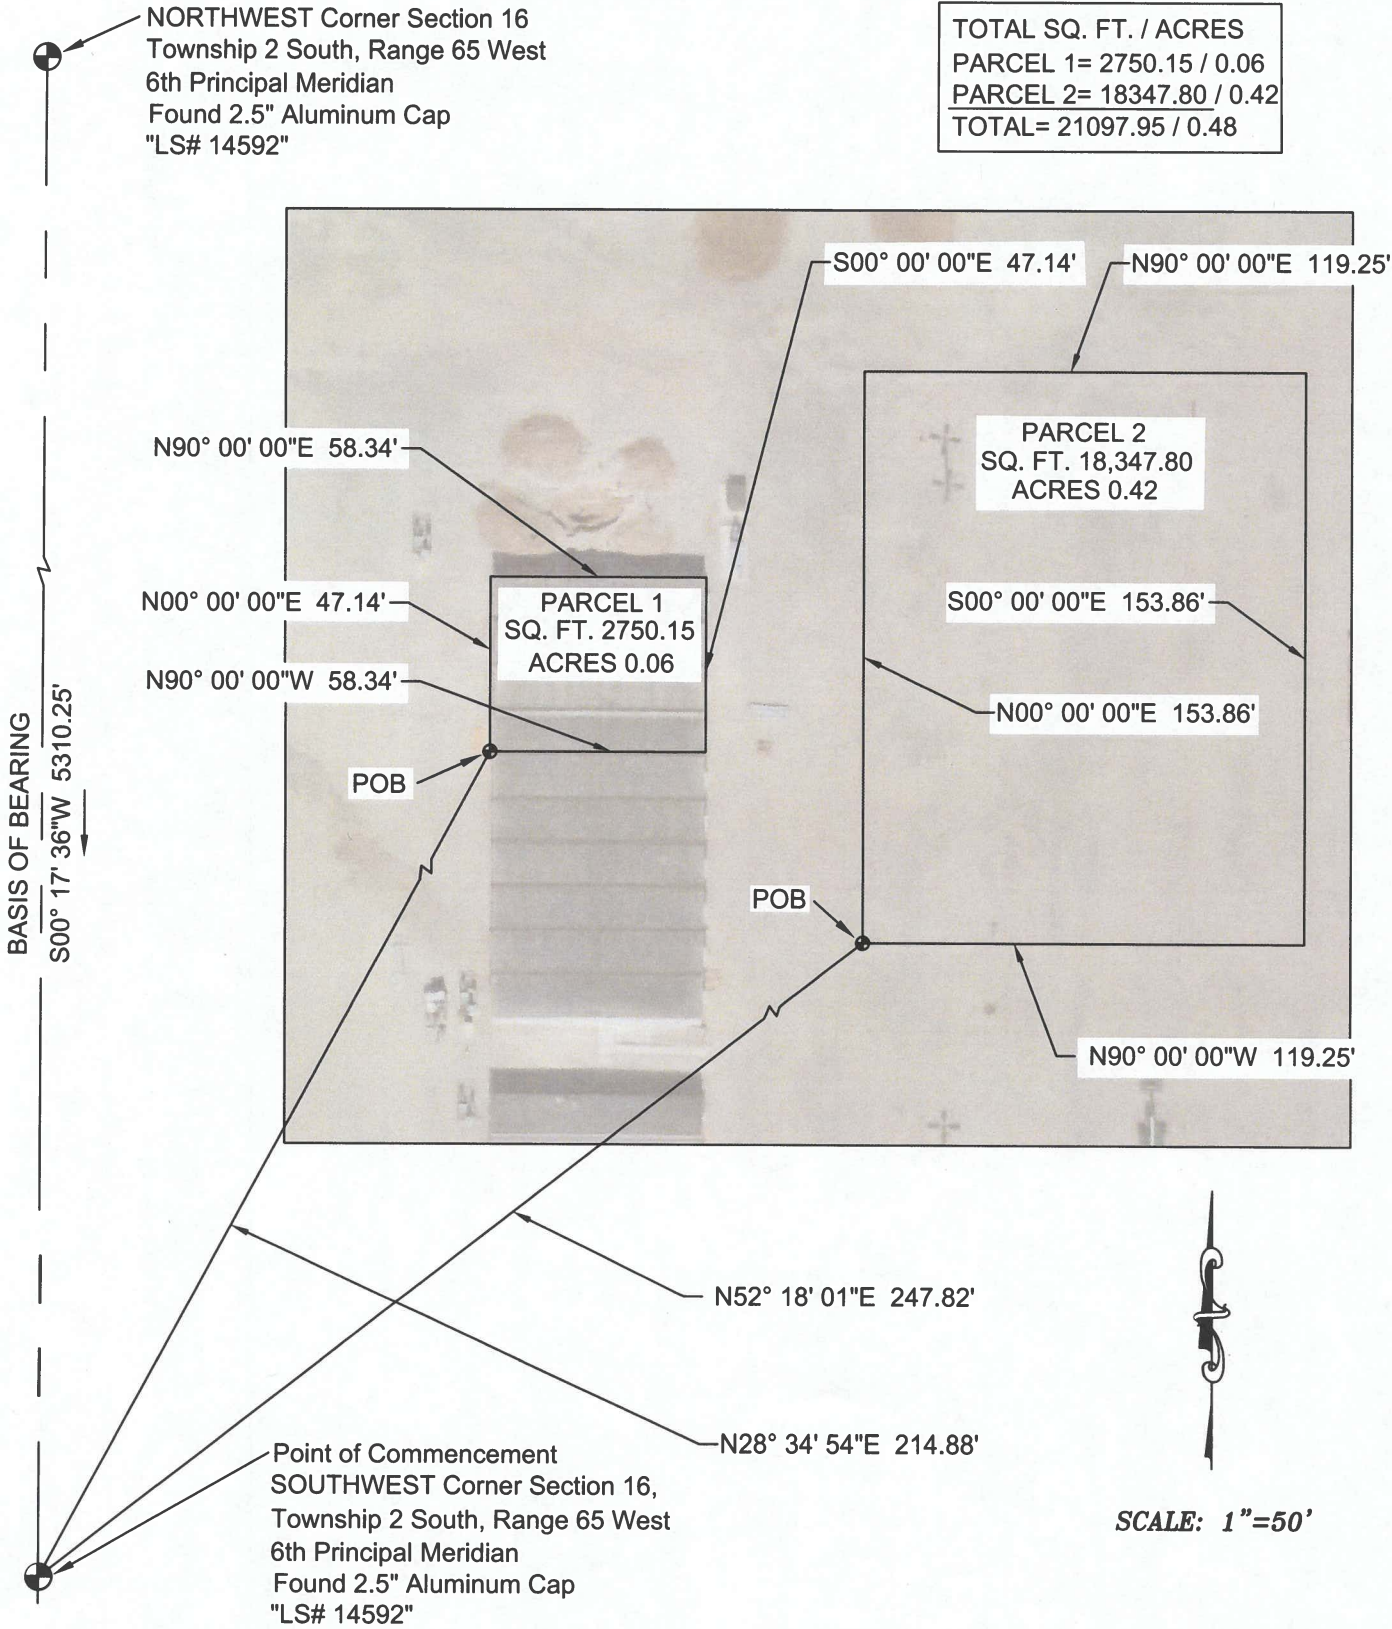 NORTHWEST Corner Section 16
Township 2 South, Range 65 West
6th Principal Meridian
Found 2.5" Aluminum Cap
"LS# 14592"
TOTAL SQ. FT. / ACRES
PARCEL 1= 2750.15 / 0.06
PARCEL 2= 18347.80 / 0.42
TOTAL= 21097.95 / 0.48
S00° 00' 00"E 47.14'
N90° 00' 00"E 119.25'
N90° 00' 00"E 58.34'
PARCEL 2
SQ. FT. 18,347.80
ACRES 0.42
N00° 00' 00"E 47.14'
PARCEL 1
SQ. FT. 2750.15
ACRES 0.06
S00° 00' 00"E 153.86'
N90° 00' 00"W 58.34'
N00° 00' 00"E 153.86'
POB
BASIS OF BEARING
S00° 17' 36"W 5310.25'
POB
N90° 00' 00"W 119.25'
N52° 18' 01"E 247.82'
N28° 34' 54"E 214.88'
Point of Commencement
SOUTHWEST Corner Section 16,
Township 2 South, Range 65 West
6th Principal Meridian
Found 2.5" Aluminum Cap
"LS# 14592"
SCALE: 1"=50'